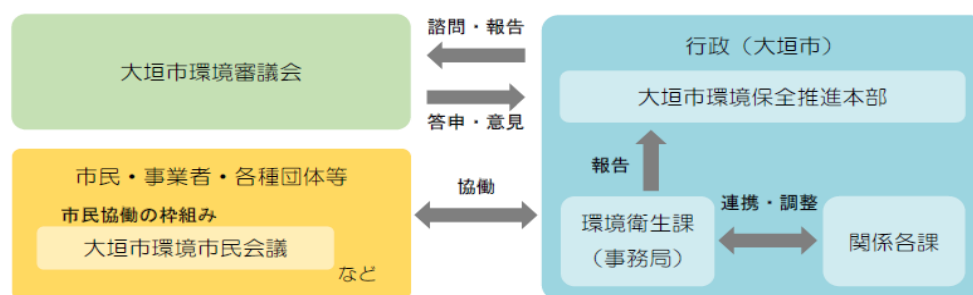 大垣市環境審議会
諮問・報告
答申・意見
行政（大垣市）
大垣市環境保全推進本部
報告
環境衛生課
（事務局）
連携・調整
関係各課
協働
市民・事業者・各種団体等
市民協働の枠組み
大垣市環境市民会議
など